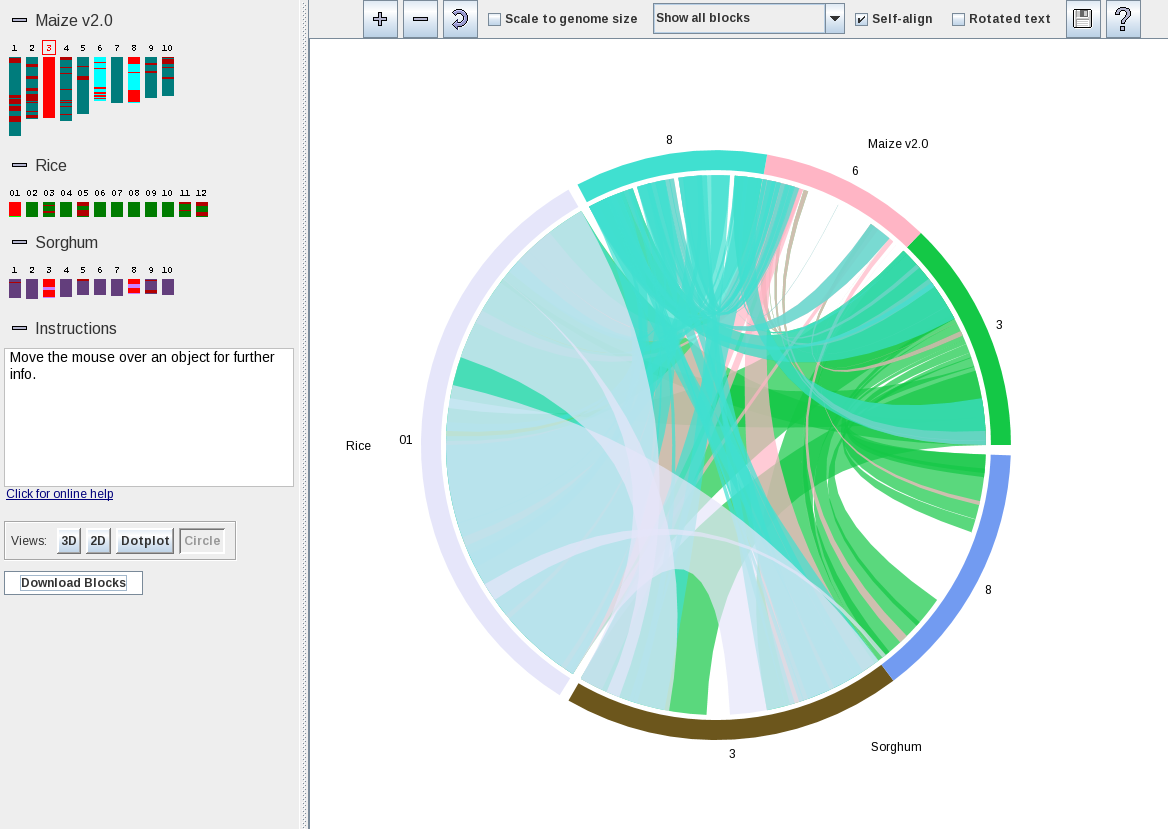 Maize v2.0
1 2 3 4 5 6 7 8 9 10
Rice
01 02 03 04 05 06 07 08 09 10 11 12
Sorghum
1 2 3 4 5 6 7 8 9 10
Instructions
Move the mouse over an object for further
info.
Click for online help
Views: 3D 2D Dotplot Circle
Download Blocks
Scale to genome size Show all blocks Self-align Rotated text ?
8
Maize v2.0
6
3
Rice 01
8
Sorghum
3